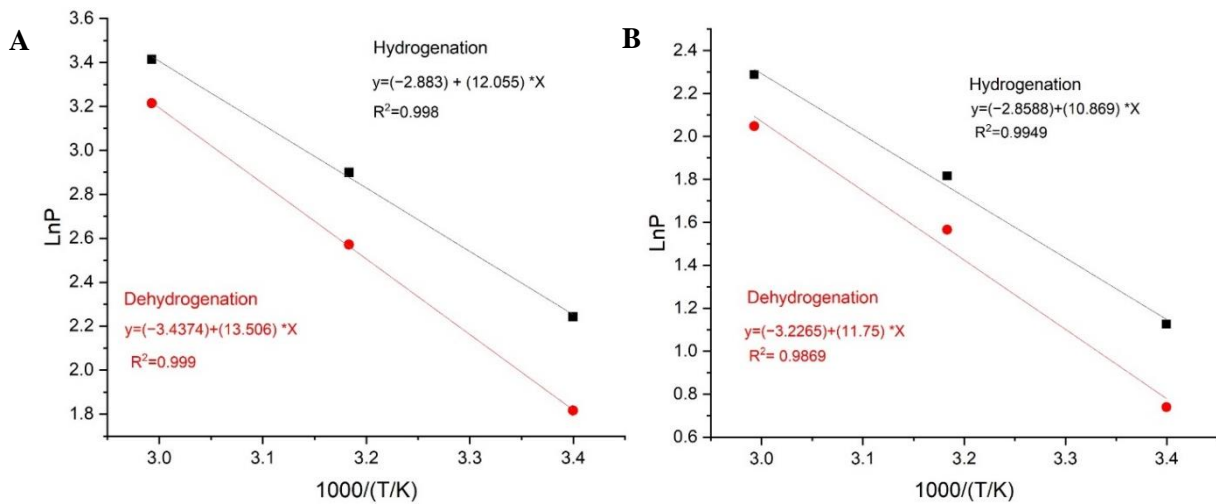 A
LnP
3.6
3.4
3.2
3.0
2.8
2.6
2.4
2.2
2.0
1.8
Hydrogenation
y=(−2.883) + (12.055) *X
R²=0.998
Dehydrogenation
y=(−3.4374)+(13.506) *X
R²=0.999
3.0 3.1 3.2 3.3 3.4
1000/(T/K)
B
LnP
2.4
2.2
2.0
1.8
1.6
1.4
1.2
1.0
0.8
0.6
Hydrogenation
y=(−2.8588)+(10.869) *X
R²=0.9949
Dehydrogenation
y=(−3.2265)+(11.75) *X
R²= 0.9869
3.0 3.1 3.2 3.3 3.4
1000/(T/K)